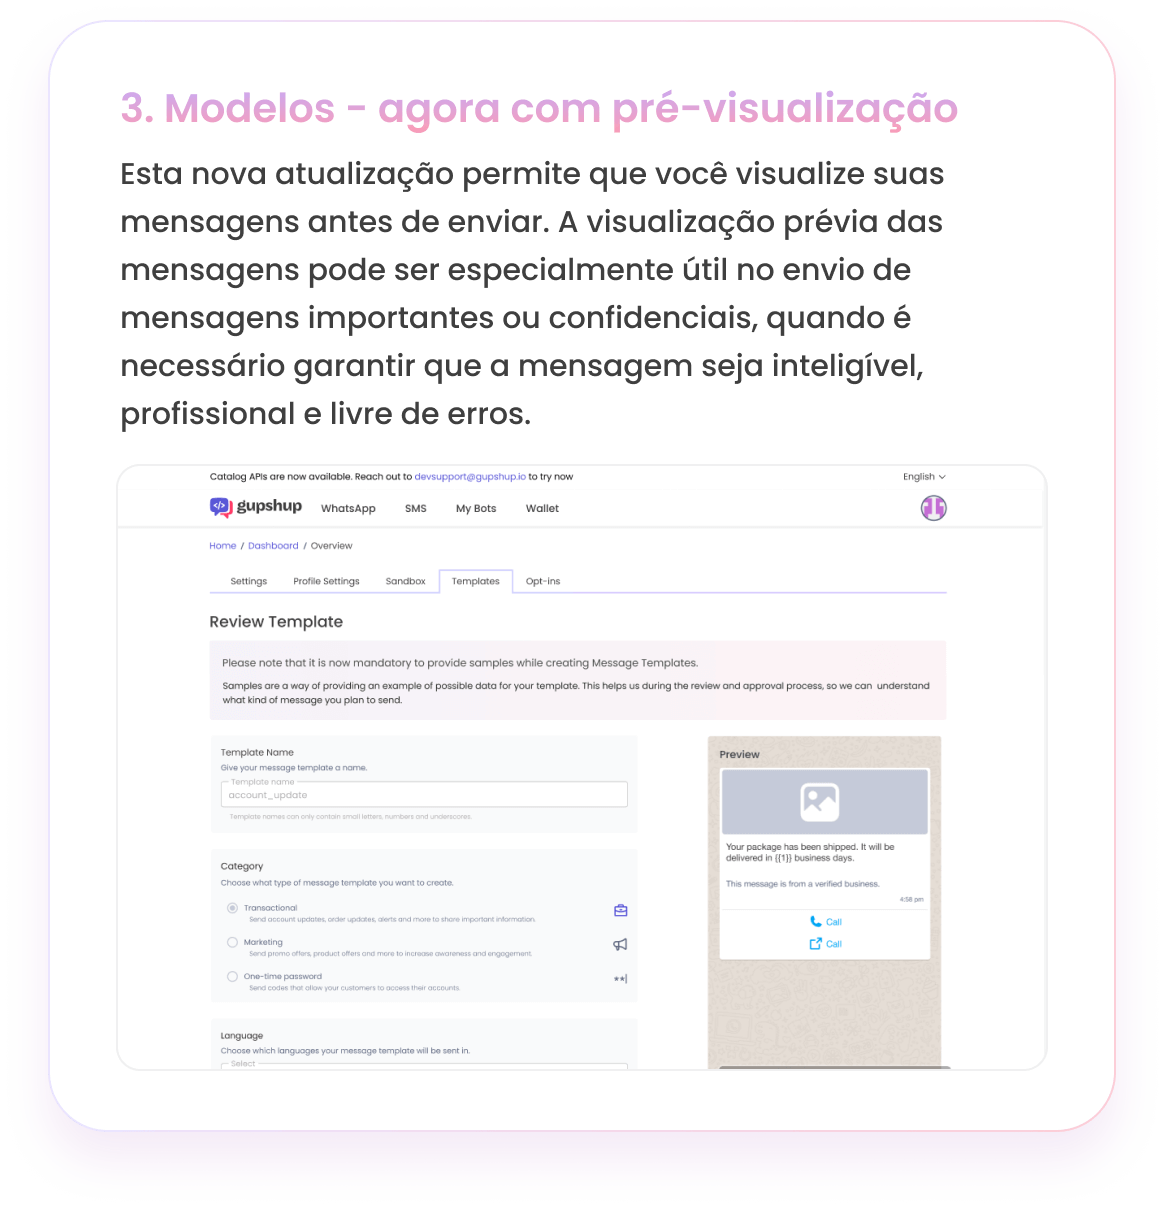 3. Modelos - agora com pré-visualização
Esta nova atualização permite que você visualize suas
mensagens antes de enviar. A visualização prévia das
mensagens pode ser especialmente útil no envio de
mensagens importantes ou confidenciais, quando é
necessário garantir que a mensagem seja inteligível,
profissional e livre de erros.
Catalog APIs are now available. Reach out to devsupport@gupshup.io to try now
English
gupshup
WhatsApp SMS My Bots Wallet
Home / Dashboard / Overview
Settings Profile Settings Sandbox Templates Opt-ins
Review Template
Please note that it is now mandatory to provide samples while creating Message Templates.
Samples are a way of providing an example of possible data for your template. This helps us during the review and approval process, so we can understand
what kind of message you plan to send.
Template Name
Give your message template a name.
Template name
account_update
Template names can only contain small letters, numbers and underscores.
Category
Choose what type of message template you want to create.
Transactional
Send account updates, order updates, alerts and more to share important information.
Marketing
Send promo offers, product offers and more to increase awareness and engagement.
One-time password
Send codes that allow your customers to access their accounts.
**|
Language
Choose which languages your message template will be sent in.
Select
Preview
Your package has been shipped. It will be
delivered in {{1}} business days.
This message is from a verified business.
4:58 pm
Call
Call